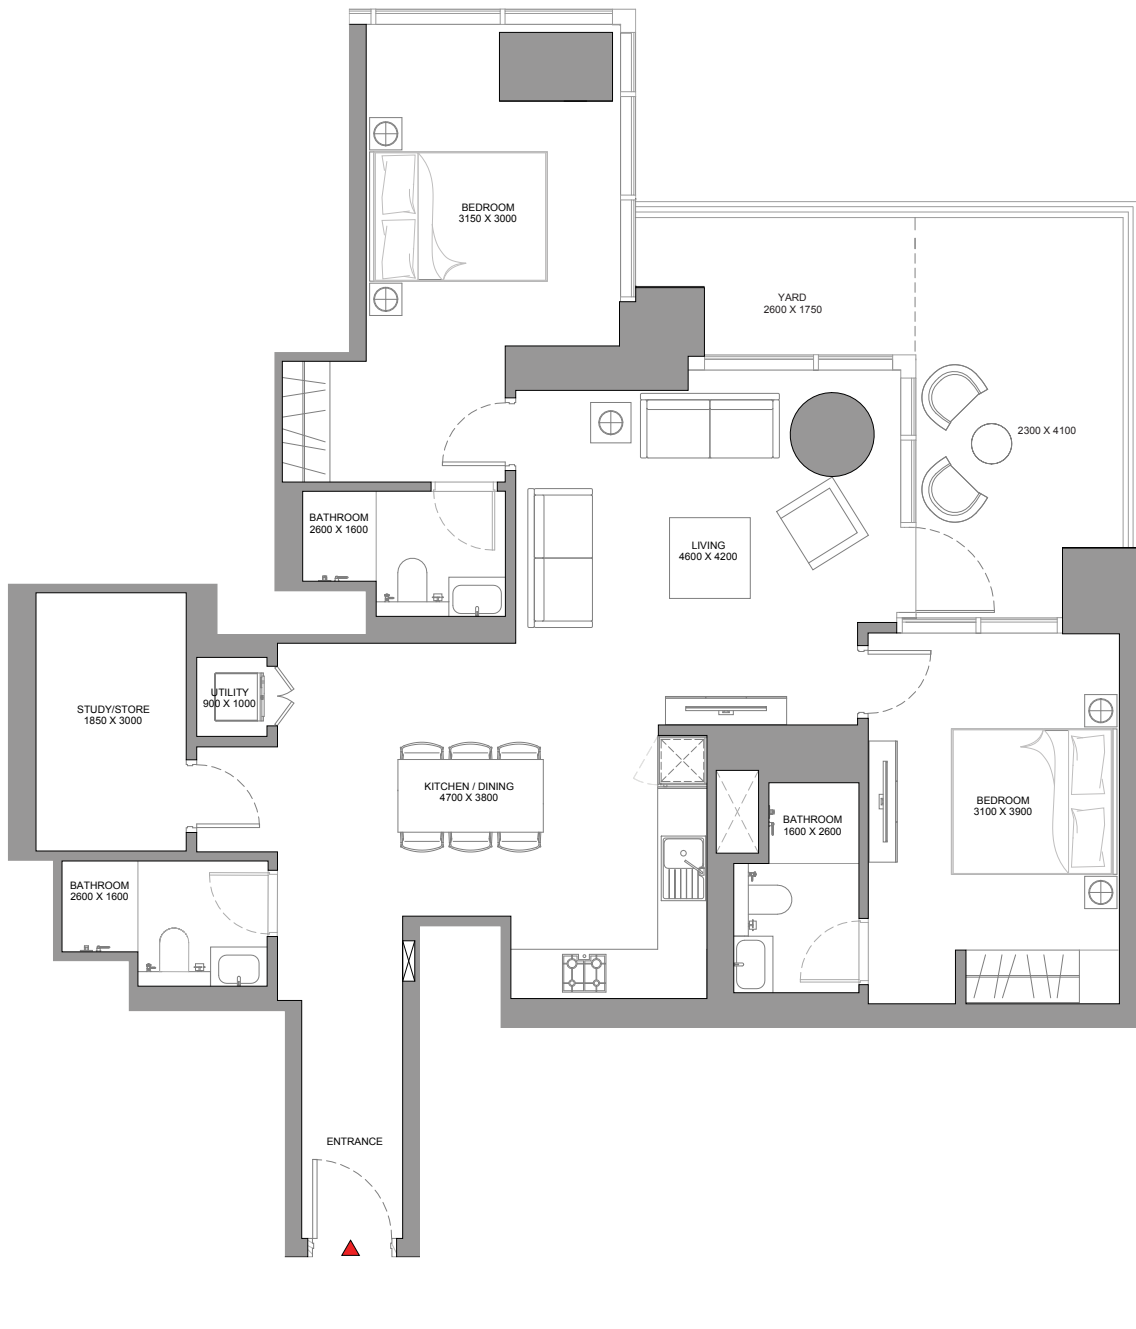 BEDROOM
3150 X 3000
YARD
2600 X 1750
2300 X 4100
BATHROOM
2600 X 1600
LIVING
4600 X 4200
UTILITY
900 X 1000
STUDY/STORE
1850 X 3000
KITCHEN / DINING
4700 X 3800
BEDROOM
3100 X 3900
BATHROOM
1600 X 2600
BATHROOM
2600 X 1600
ENTRANCE